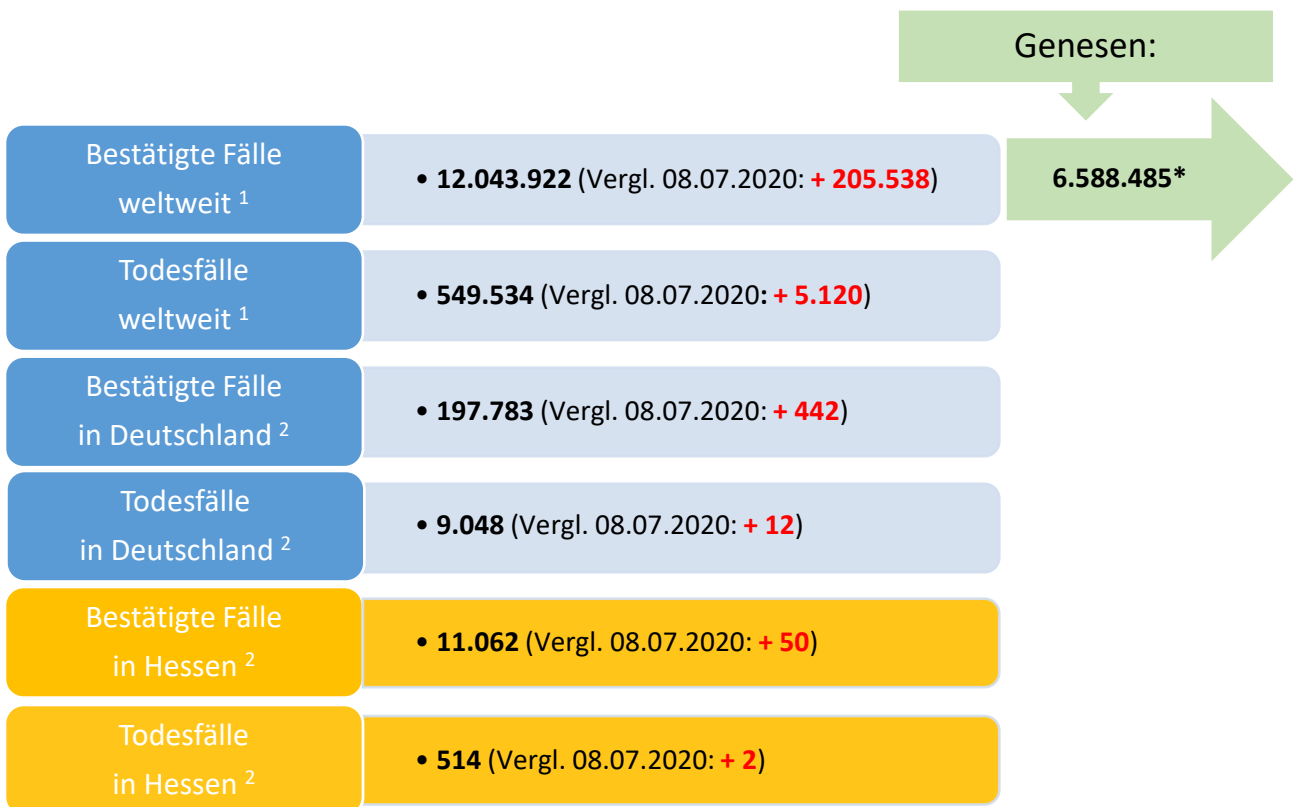 Genesen:
Bestätigte Fälle
weltweit ¹
• 12.043.922 (Vergl. 08.07.2020: + 205.538)
6.588.485*
Todesfälle
weltweit ¹
• 549.534 (Vergl. 08.07.2020: + 5.120)
Bestätigte Fälle
in Deutschland ²
• 197.783 (Vergl. 08.07.2020: + 442)
Todesfälle
in Deutschland ²
• 9.048 (Vergl. 08.07.2020: + 12)
Bestätigte Fälle
in Hessen ²
• 11.062 (Vergl. 08.07.2020: + 50)
Todesfälle
in Hessen ²
• 514 (Vergl. 08.07.2020: + 2)